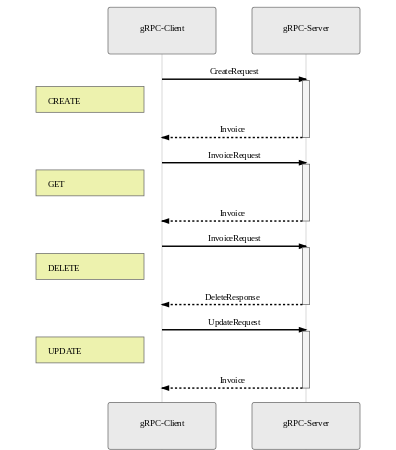 gRPC-Client
gRPC-Server
CreateRequest
CREATE
Invoice
InvoiceRequest
GET
Invoice
InvoiceRequest
DELETE
DeleteResponse
UpdateRequest
UPDATE
Invoice
gRPC-Client
gRPC-Server